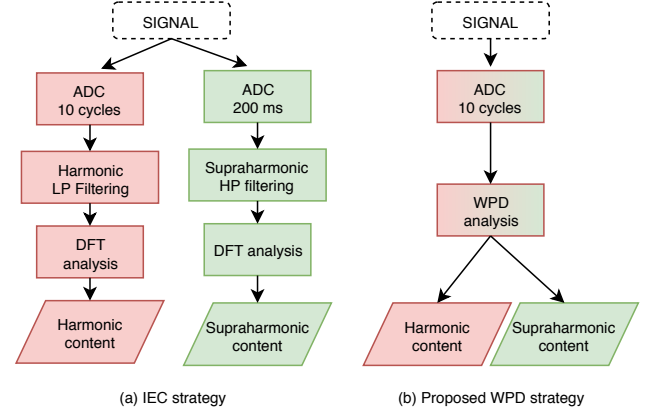 SIGNAL
ADC
10 cycles
Harmonic
LP Filtering
DFT
analysis
Harmonic
content
ADC
200 ms
Supraharmonic
HP filtering
DFT analysis
Supraharmonic
content
(a) IEC strategy
SIGNAL
ADC
10 cycles
WPD
analysis
Harmonic
content
Supraharmonic
content
(b) Proposed WPD strategy